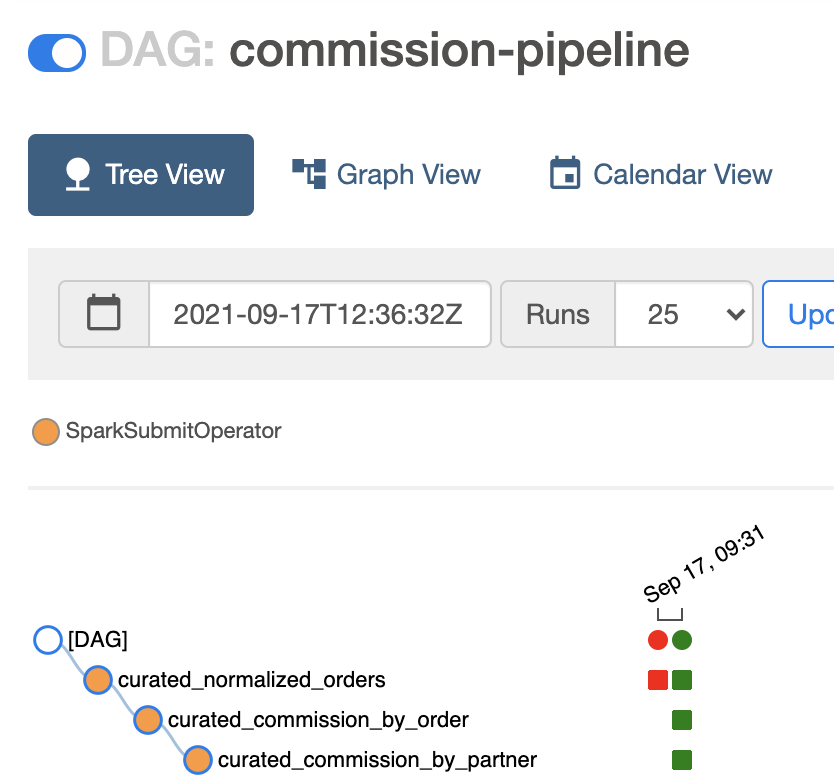 DAG: commission-pipeline
Tree View Graph View Calendar View
2021-09-17T12:36:32Z Runs 25
SparkSubmitOperator
Sep 17, 09:31
[DAG]
curated_normalized_orders
curated_commission_by_order
curated_commission_by_partner